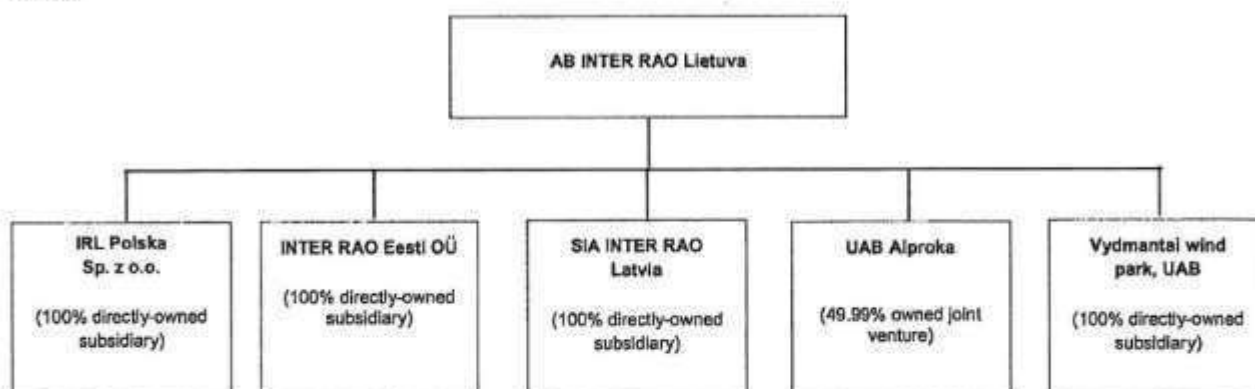 AB INTER RAO Lietuva
IRL Polska
Sp. z o.o.
(100% directly-owned
subsidiary)
INTER RAO Eesti OÜ
(100% directly-owned
subsidiary)
SIA INTER RAO
Latvia
(100% directly-owned
subsidiary)
UAB Alproka
(49.99% owned joint
venture)
Vydmantai wind
park, UAB
(100% directly-owned
subsidiary)